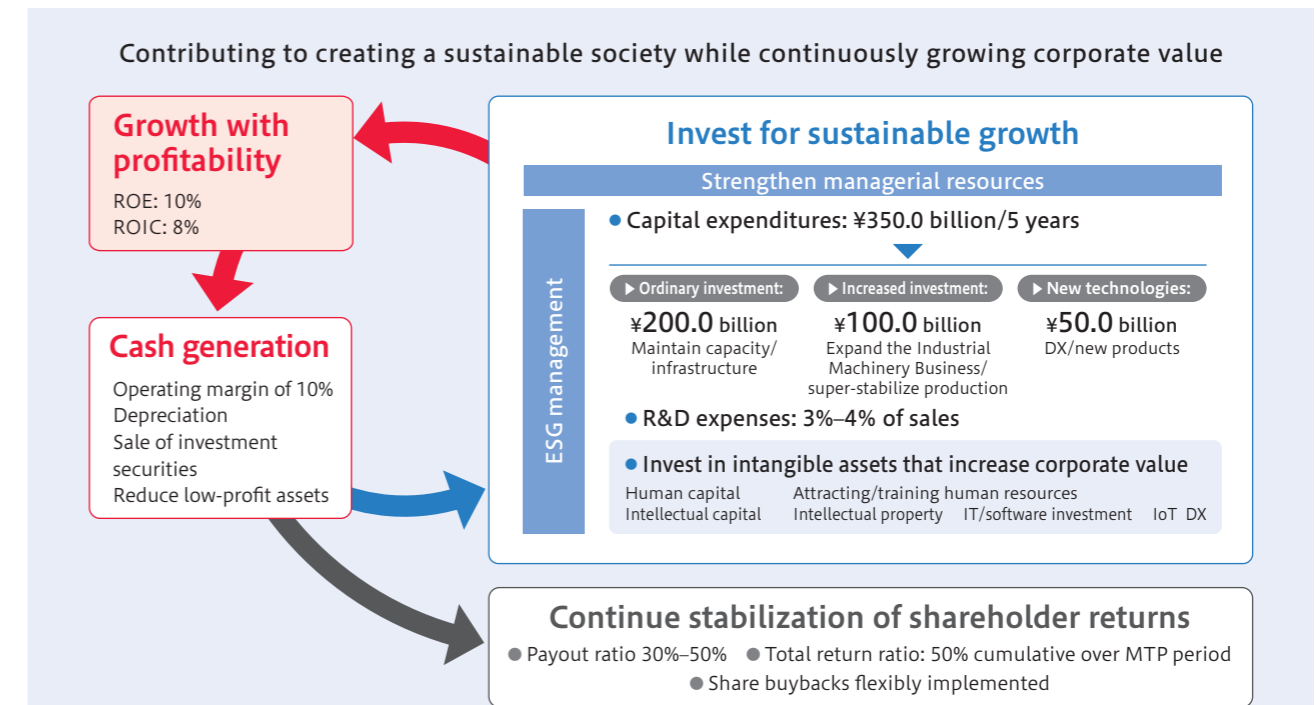 Contributing to creating a sustainable society while continuously growing corporate value
Growth with
profitability
ROE: 10%
ROIC: 8%
Cash generation
Operating margin of 10%
Depreciation
Sale of investment
securities
Reduce low-profit assets
Invest for sustainable growth
Strengthen managerial resources
ESG management
● Capital expenditures: ¥350.0 billion/5 years
▶ Ordinary investment:
¥200.0 billion
Maintain capacity/
infrastructure
▶ Increased investment:
¥100.0 billion
Expand the Industrial
Machinery Business/
super-stabilize production
▶ New technologies:
¥50.0 billion
DX/new products
● R&D expenses: 3%–4% of sales
● Invest in intangible assets that increase corporate value
Human capital Attracting/training human resources
Intellectual capital Intellectual property IT/software investment IoT DX
Continue stabilization of shareholder returns
● Payout ratio 30%–50% ● Total return ratio: 50% cumulative over MTP period
● Share buybacks flexibly implemented